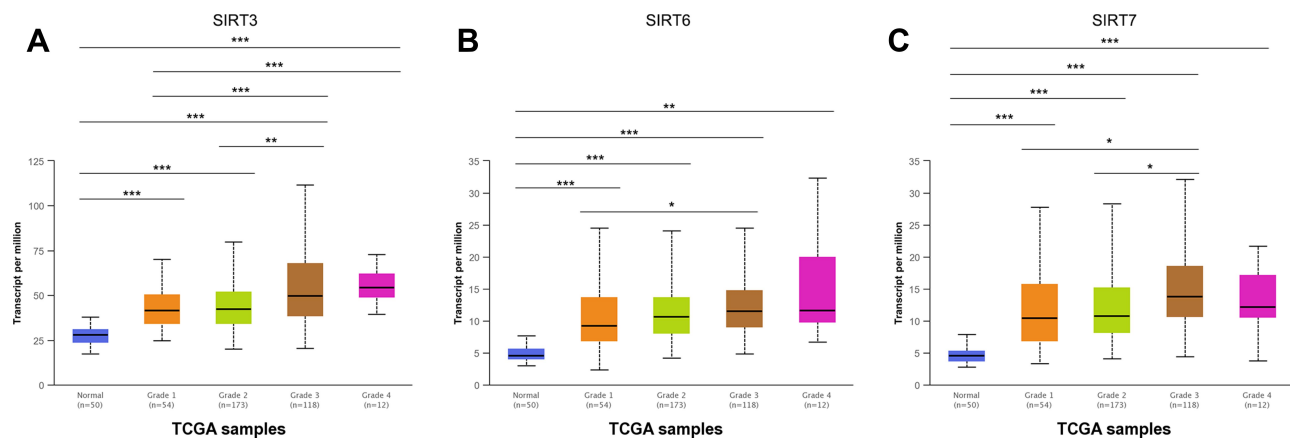 SIRT3
A
***
***
***
***
**
***
***
125
100
75
50
25
0
Transcript per million
Normal
(n=50)
Grade 1
(n=54)
Grade 2
(n=173)
Grade 3
(n=118)
Grade 4
(n=12)
TCGA samples
SIRT6
B
**
***
***
***
*
35
30
25
20
15
10
5
0
Transcript per million
Normal
(n=50)
Grade 1
(n=54)
Grade 2
(n=173)
Grade 3
(n=118)
Grade 4
(n=12)
TCGA samples
SIRT7
C
***
***
***
***
*
*
35
30
25
20
15
10
5
0
Transcript per million
Normal
(n=50)
Grade 1
(n=54)
Grade 2
(n=173)
Grade 3
(n=118)
Grade 4
(n=12)
TCGA samples